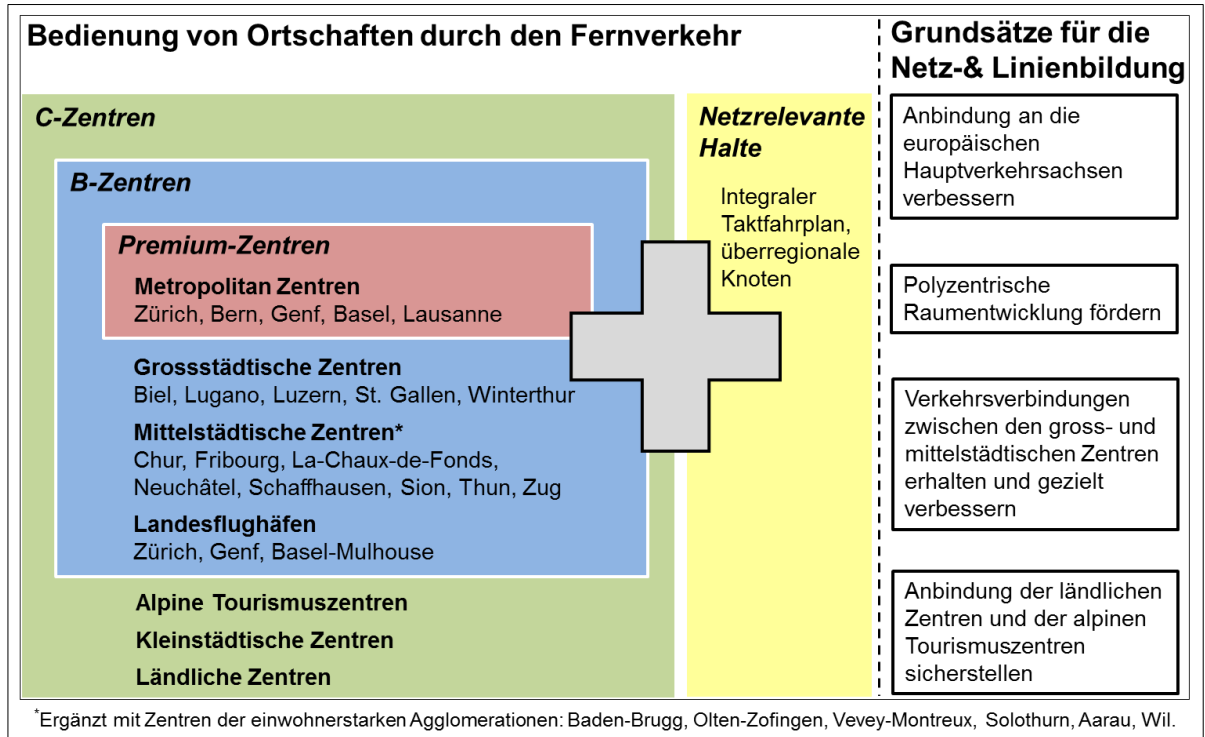 Bedienung von Ortschaften durch den Fernverkehr
C-Zentren
B-Zentren
Premium-Zentren
Metropolitan Zentren
Zürich, Bern, Genf, Basel, Lausanne
Grossstädtische Zentren
Biel, Lugano, Luzern, St. Gallen, Winterthur
Mittelstädtische Zentren*
Chur, Fribourg, La-Chaux-de-Fonds,
Neuchâtel, Schaffhausen, Sion, Thun, Zug
Landesflughäfen
Zürich, Genf, Basel-Mulhouse
Alpine Tourismuszentren
Kleinstädtische Zentren
Ländliche Zentren
Netzrelevante
Halte
Integraler
Taktfahrplan,
überregionale
Knoten
Grundsätze für die
Netz-& Linienbildung
Anbindung an die
europäischen
Hauptverkehrsachsen
verbessern
Polyzentrische
Raumentwicklung fördern
Verkehrsverbindungen
zwischen den gross- und
mittelstädtischen Zentren
erhalten und gezielt
verbessern
Anbindung der ländlichen
Zentren und der alpinen
Tourismuszentren
sicherstellen
*Ergänzt mit Zentren der einwohnerstarken Agglomerationen: Baden-Brugg, Olten-Zofingen, Vevey-Montreux, Solothurn, Aarau, Wil.